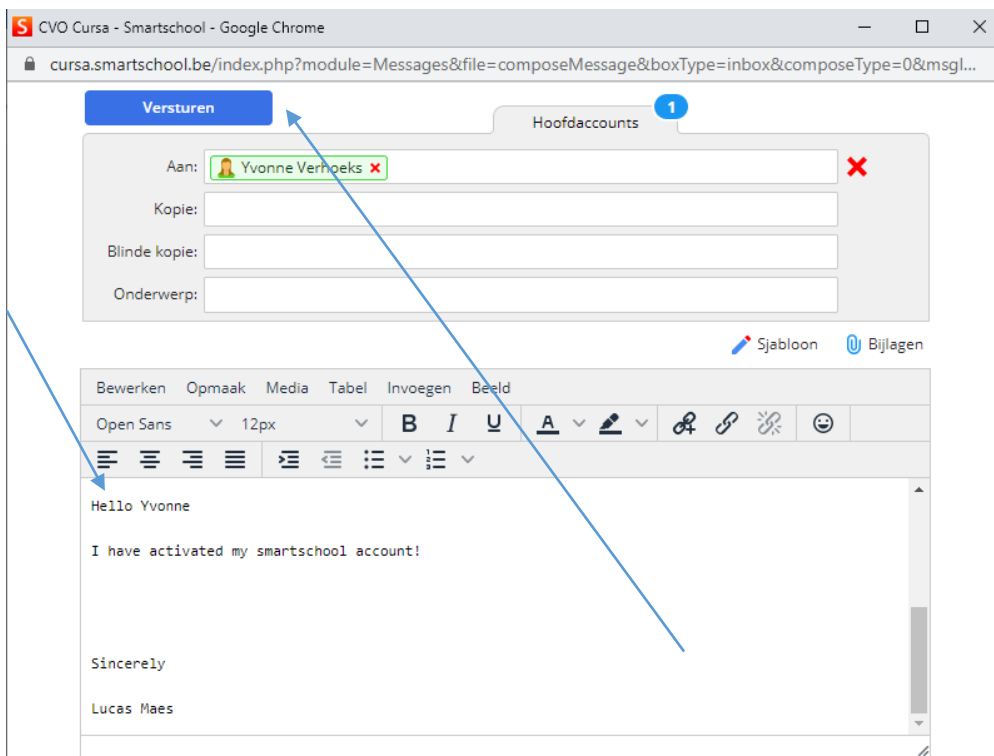 CVO Cursa - Smartschool - Google Chrome
cursa.smartschool.be/index.php?module=Messages&file=composeMessage&boxType=inbox&composeType=0&msgl...
Versturen
Hoofdaccounts 1
Aan: Yvonne Verhoeks
Kopie:
Blinde kopie:
Onderwerp:
Sjabloon Bijlagen
Bewerken Opmaak Media Tabel Invoegen Beeld
Open Sans 12px B I U A
Hello Yvonne
I have activated my smartschool account!
Sincerely
Lucas Maes